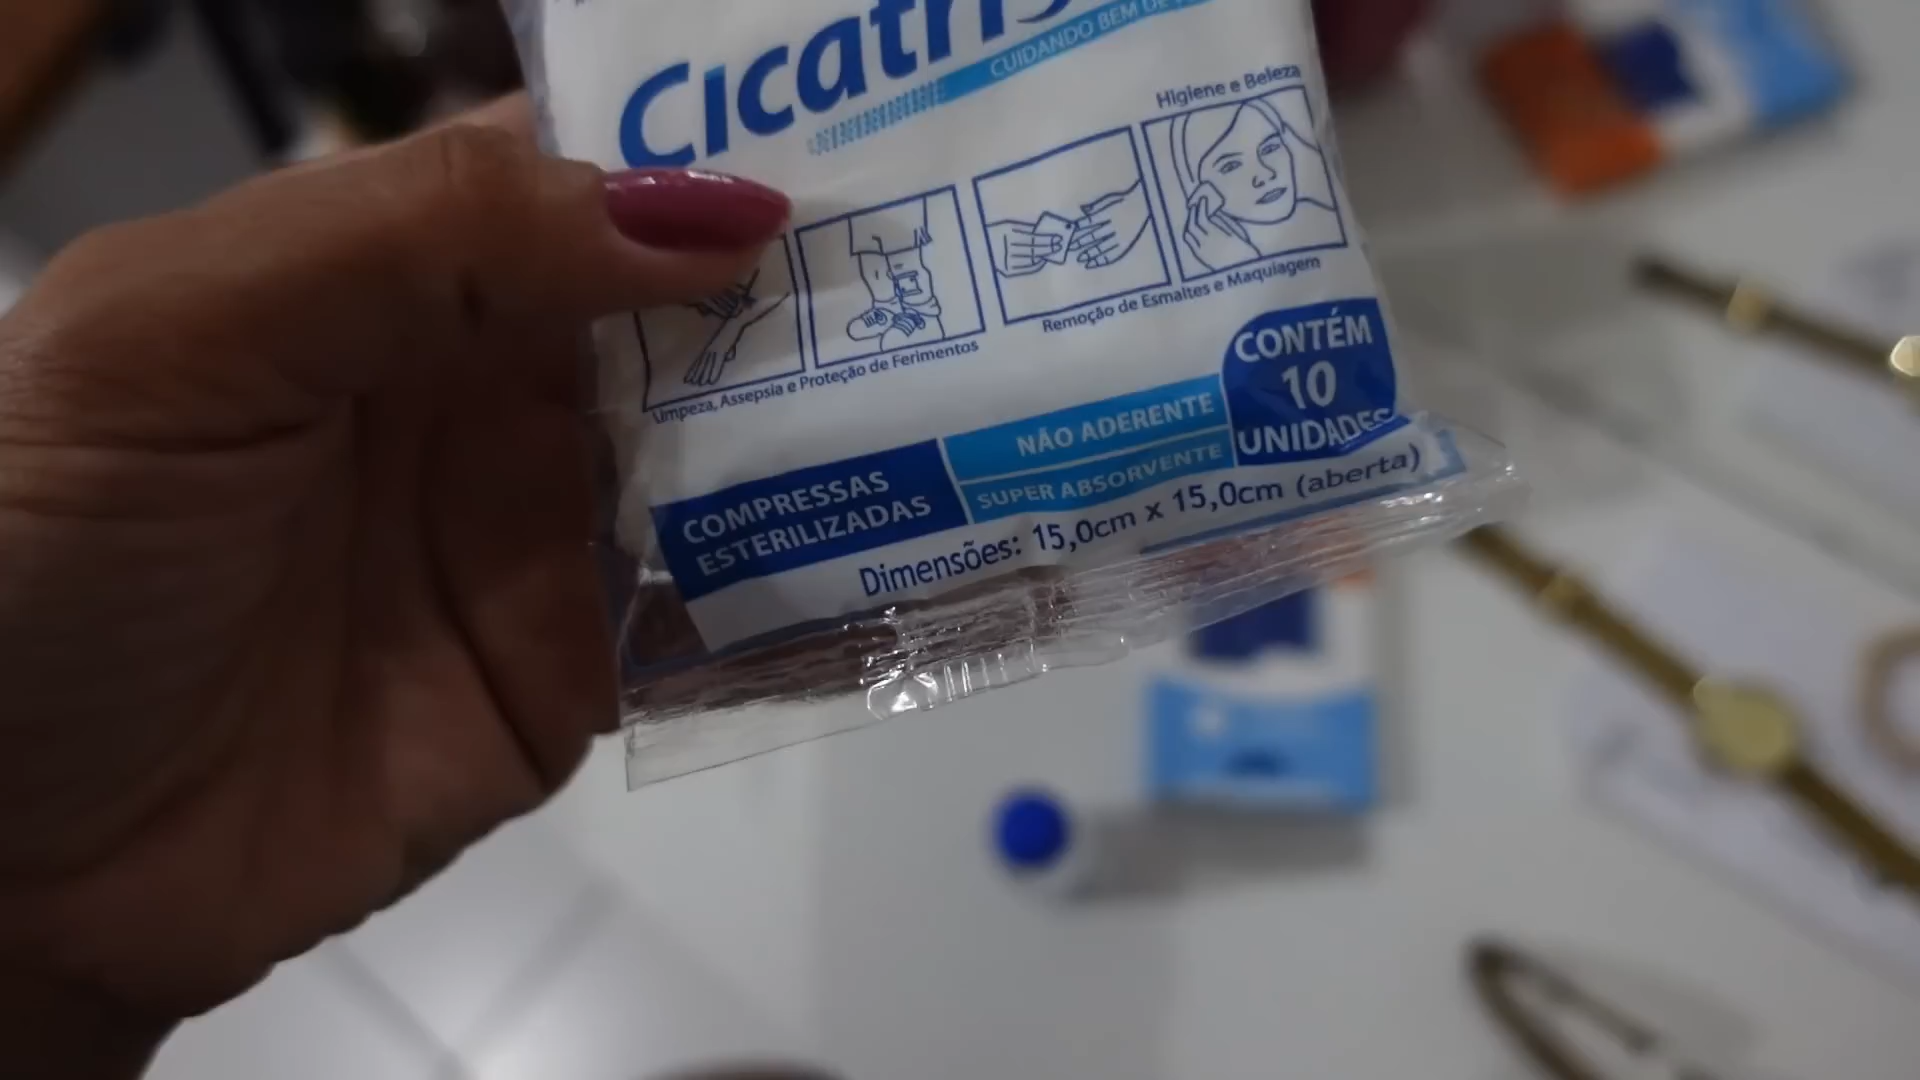 CUIDANDO BEM DE
Higiene e Beleza
Limpeza, Assepsia e Proteção de Ferimentos
Remoção de Esmaltes e Maquiagem
CONTÉM
10
UNIDADES
NÃO ADERENTE
SUPER ABSORVENTE
COMPRESSAS
ESTERILIZADAS
Dimensões: 15,0cm x 15,0cm (aberta)